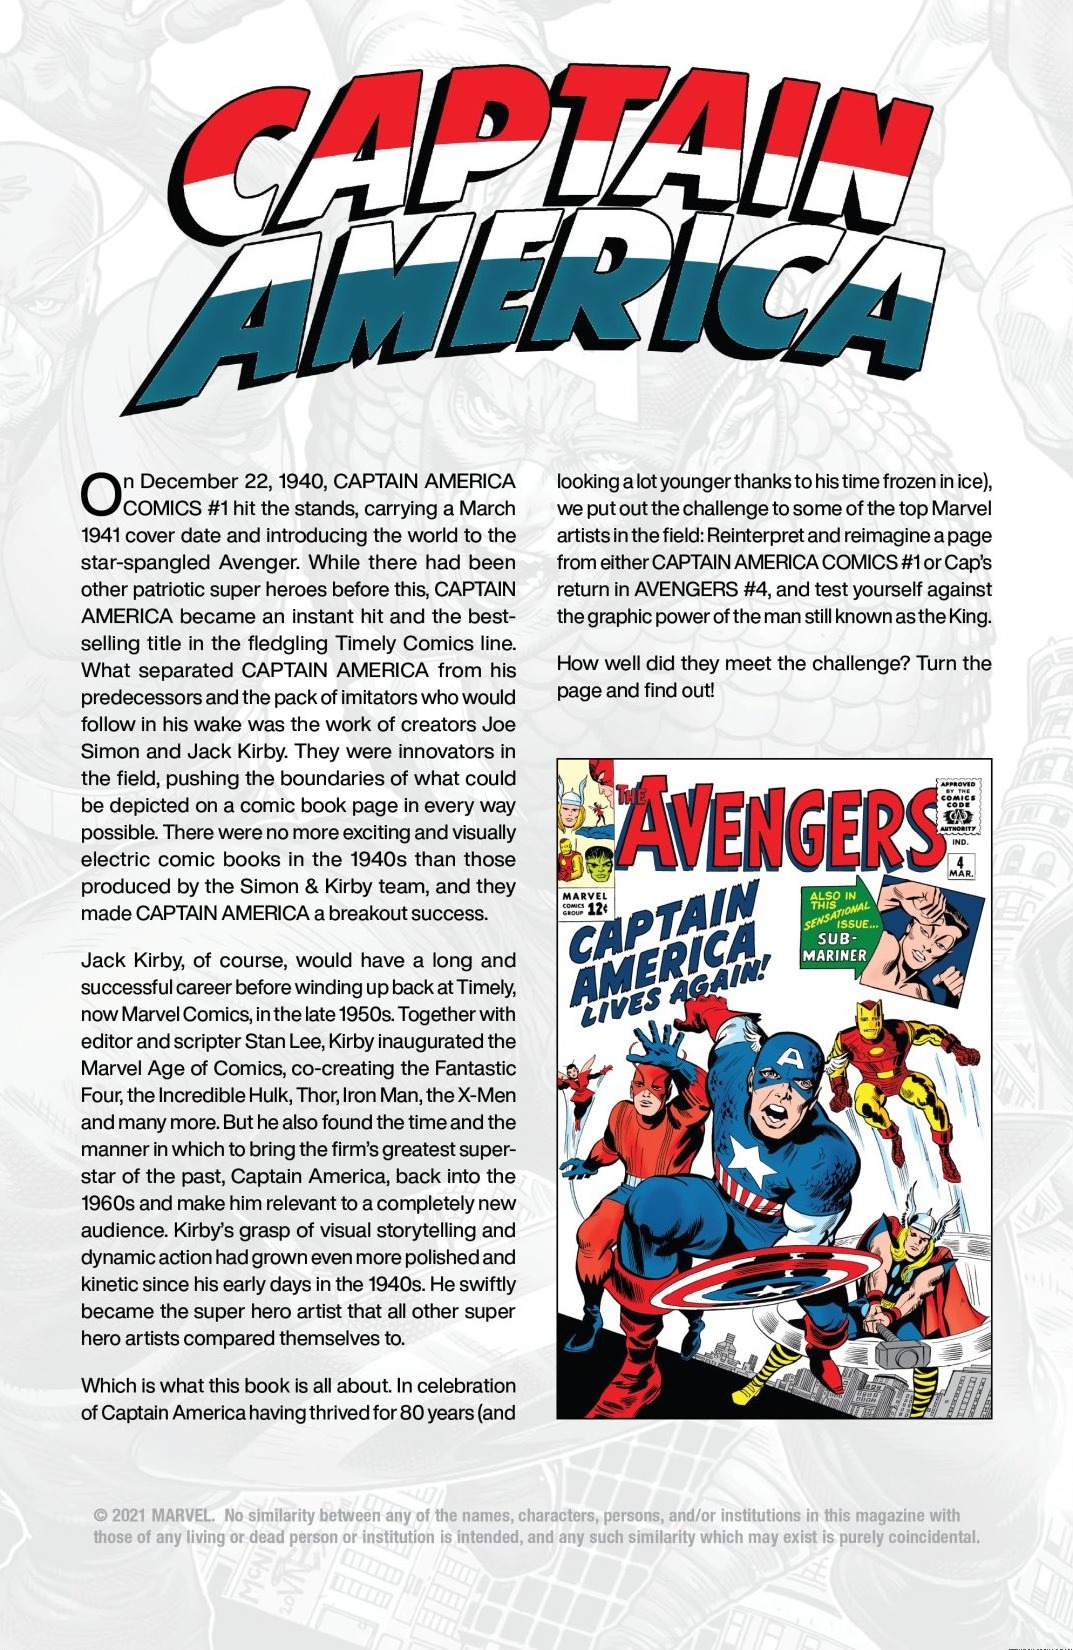 CAPTAIN
AMERICA
On December 22, 1940, CAPTAIN AMERICA
COMICS #1 hit the stands, carrying a March
1941 cover date and introducing the world to the
star-spangled Avenger. While there had been
other patriotic super heroes before this, CAPTAIN
AMERICA became an instant hit and the best-
selling title in the fledgling Timely Comics line.
What separated CAPTAIN AMERICA from his
predecessors and the pack of imitators who would
follow in his wake was the work of creators Joe
Simon and Jack Kirby. They were innovators in
the field, pushing the boundaries of what could
be depicted on a comic book page in every way
possible. There were no more exciting and visually
electric comic books in the 1940s than those
produced by the Simon & Kirby team, and they
made CAPTAIN AMERICA a breakout success.
Jack Kirby, of course, would have a long and
successful career before winding up back at Timely,
now Marvel Comics, in the late 1950s. Together with
editor and scripter Stan Lee, Kirby inaugurated the
Marvel Age of Comics, co-creating the Fantastic
Four, the Incredible Hulk, Thor, Iron Man, the X-Men
and many more. But he also found the time and the
manner in which to bring the firm's greatest super-
star of the past, Captain America, back into the
1960s and make him relevant to a completely new
audience. Kirby's grasp of visual storytelling and
dynamic action had grown even more polished and
kinetic since his early days in the 1940s. He swiftly
became the super hero artist that all other super
hero artists compared themselves to.
Which is what this book is all about. In celebration
of Captain America having thrived for 80 years (and
looking a lot younger thanks to his time frozen in ice),
we put out the challenge to some of the top Marvel
artists in the field: Reinterpret and reimagine a page
from either CAPTAIN AMERICA COMICS #1 or Cap's
return in AVENGERS #4, and test yourself against
the graphic power of the man still known as the King.
How well did they meet the challenge? Turn the
page and find out!
THE AVENGERS
APPROVED
BY THE
COMICS
CODE
CA
AUTHORITY
IND.
4
MAR.
MARVEL
COMICS
GROUP 12¢
CAPTAIN
AMERICA
LIVES AGAIN!
ALSO IN
THIS
SENSATIONAL
ISSUE...
SUB-
MARINER
A
© 2021 MARVEL. No similarity between any of the names, characters, persons, and/or institutions in this magazine with
those of any living or dead person or institution is intended, and any such similarity which may exist is purely coincidental.